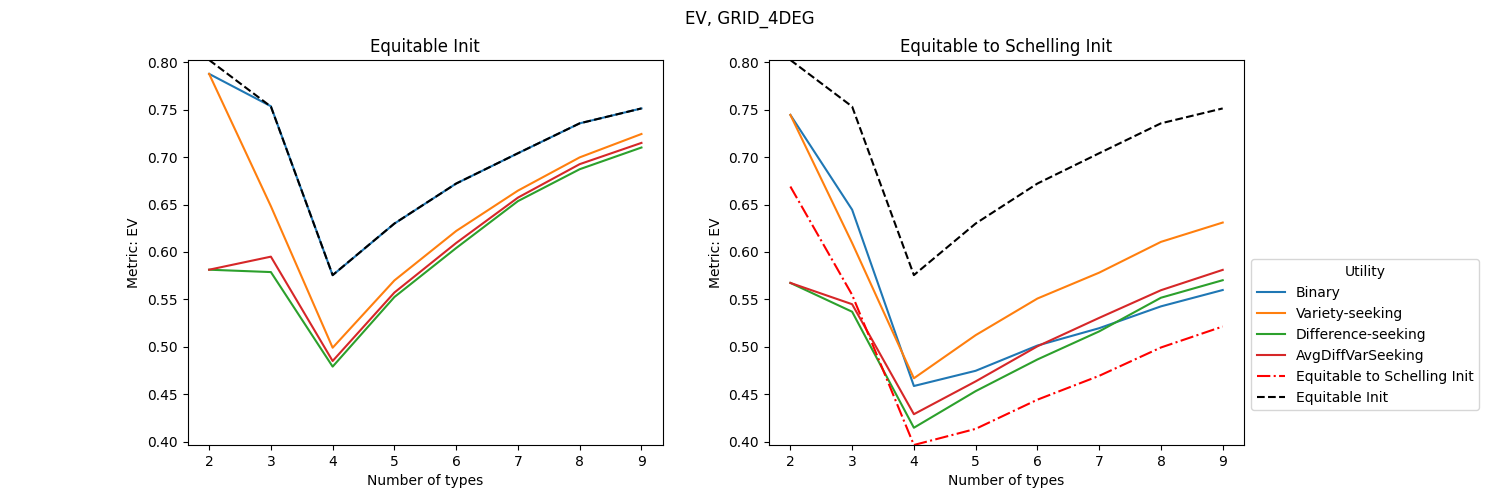 EV, GRID_4DEG
Equitable Init
0.80
0.75
0.70
0.65
0.60
0.55
0.50
0.45
0.40
Metric: EV
2 3 4 5 6 7 8 9
Number of types
Equitable to Schelling Init
0.80
0.75
0.70
0.65
0.60
0.55
0.50
0.45
0.40
Metric: EV
2 3 4 5 6 7 8 9
Number of types
Utility
Binary
Variety-seeking
Difference-seeking
AvgDiffVarSeeking
Equitable to Schelling Init
Equitable Init